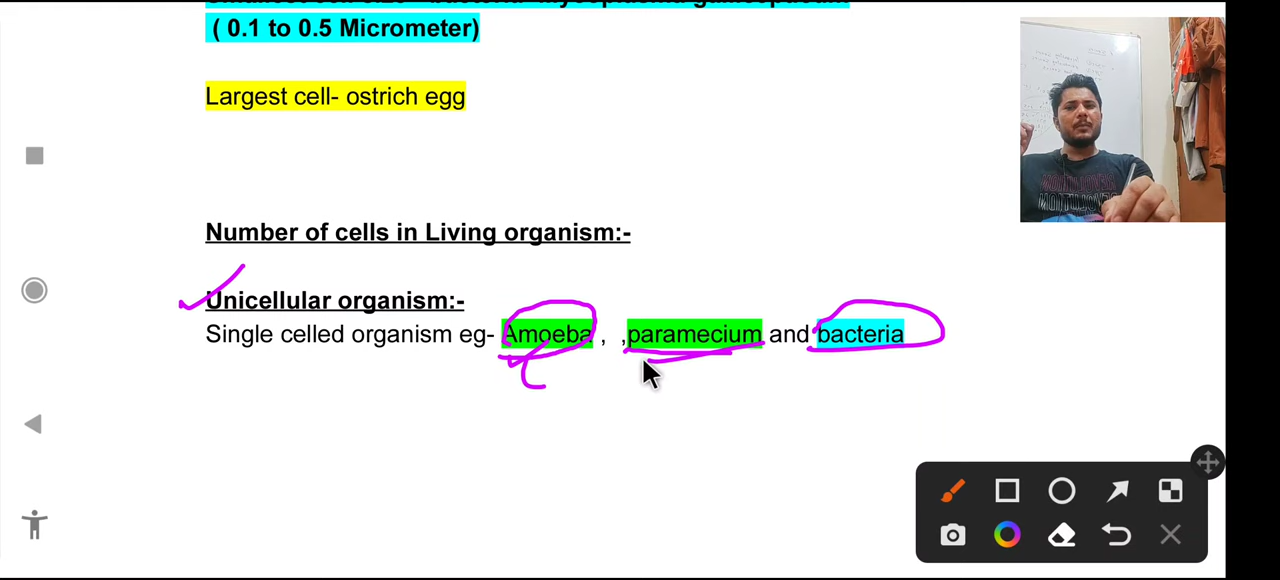 ( 0.1 to 0.5 Micrometer)
Largest cell- ostrich egg
Number of cells in Living organism:-
Unicellular organism:-
Single celled organism eg- Amoeba , ,paramecium and bacteria